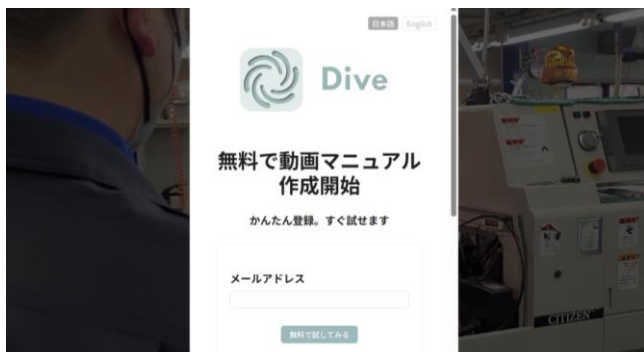 日本語 English
Dive
無料で動画マニュアル
作成開始
かんたん登録。すぐ試せます
メールアドレス
無料で試してみる
CITIZEN